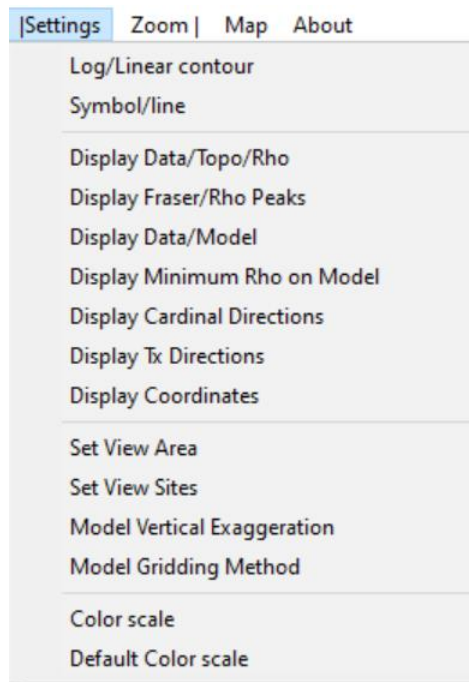 |Settings Zoom | Map About
Log/Linear contour
Symbol/line
Display Data/Topo/Rho
Display Fraser/Rho Peaks
Display Data/Model
Display Minimum Rho on Model
Display Cardinal Directions
Display Tx Directions
Display Coordinates
Set View Area
Set View Sites
Model Vertical Exaggeration
Model Gridding Method
Color scale
Default Color scale